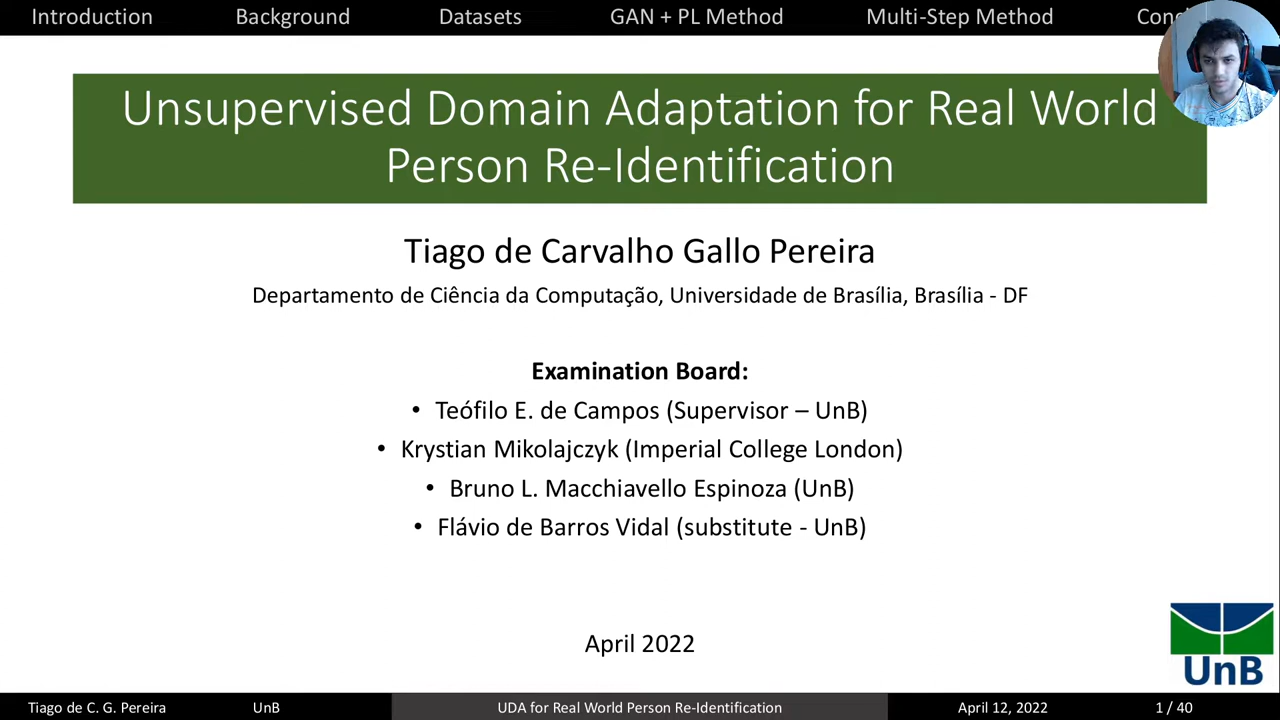 Introduction Background Datasets GAN + PL Method Multi-Step Method
Unsupervised Domain Adaptation for Real World
Person Re-Identification
Tiago de Carvalho Gallo Pereira
Departamento de Ciência da Computação, Universidade de Brasília, Brasília - DF
Examination Board:
• Teófilo E. de Campos (Supervisor – UnB)
• Krystian Mikolajczyk (Imperial College London)
• Bruno L. Macchiavello Espinoza (UnB)
• Flávio de Barros Vidal (substitute - UnB)
April 2022
UnB
Tiago de C. G. Pereira UnB UDA for Real World Person Re-Identification April 12, 2022 1 / 40